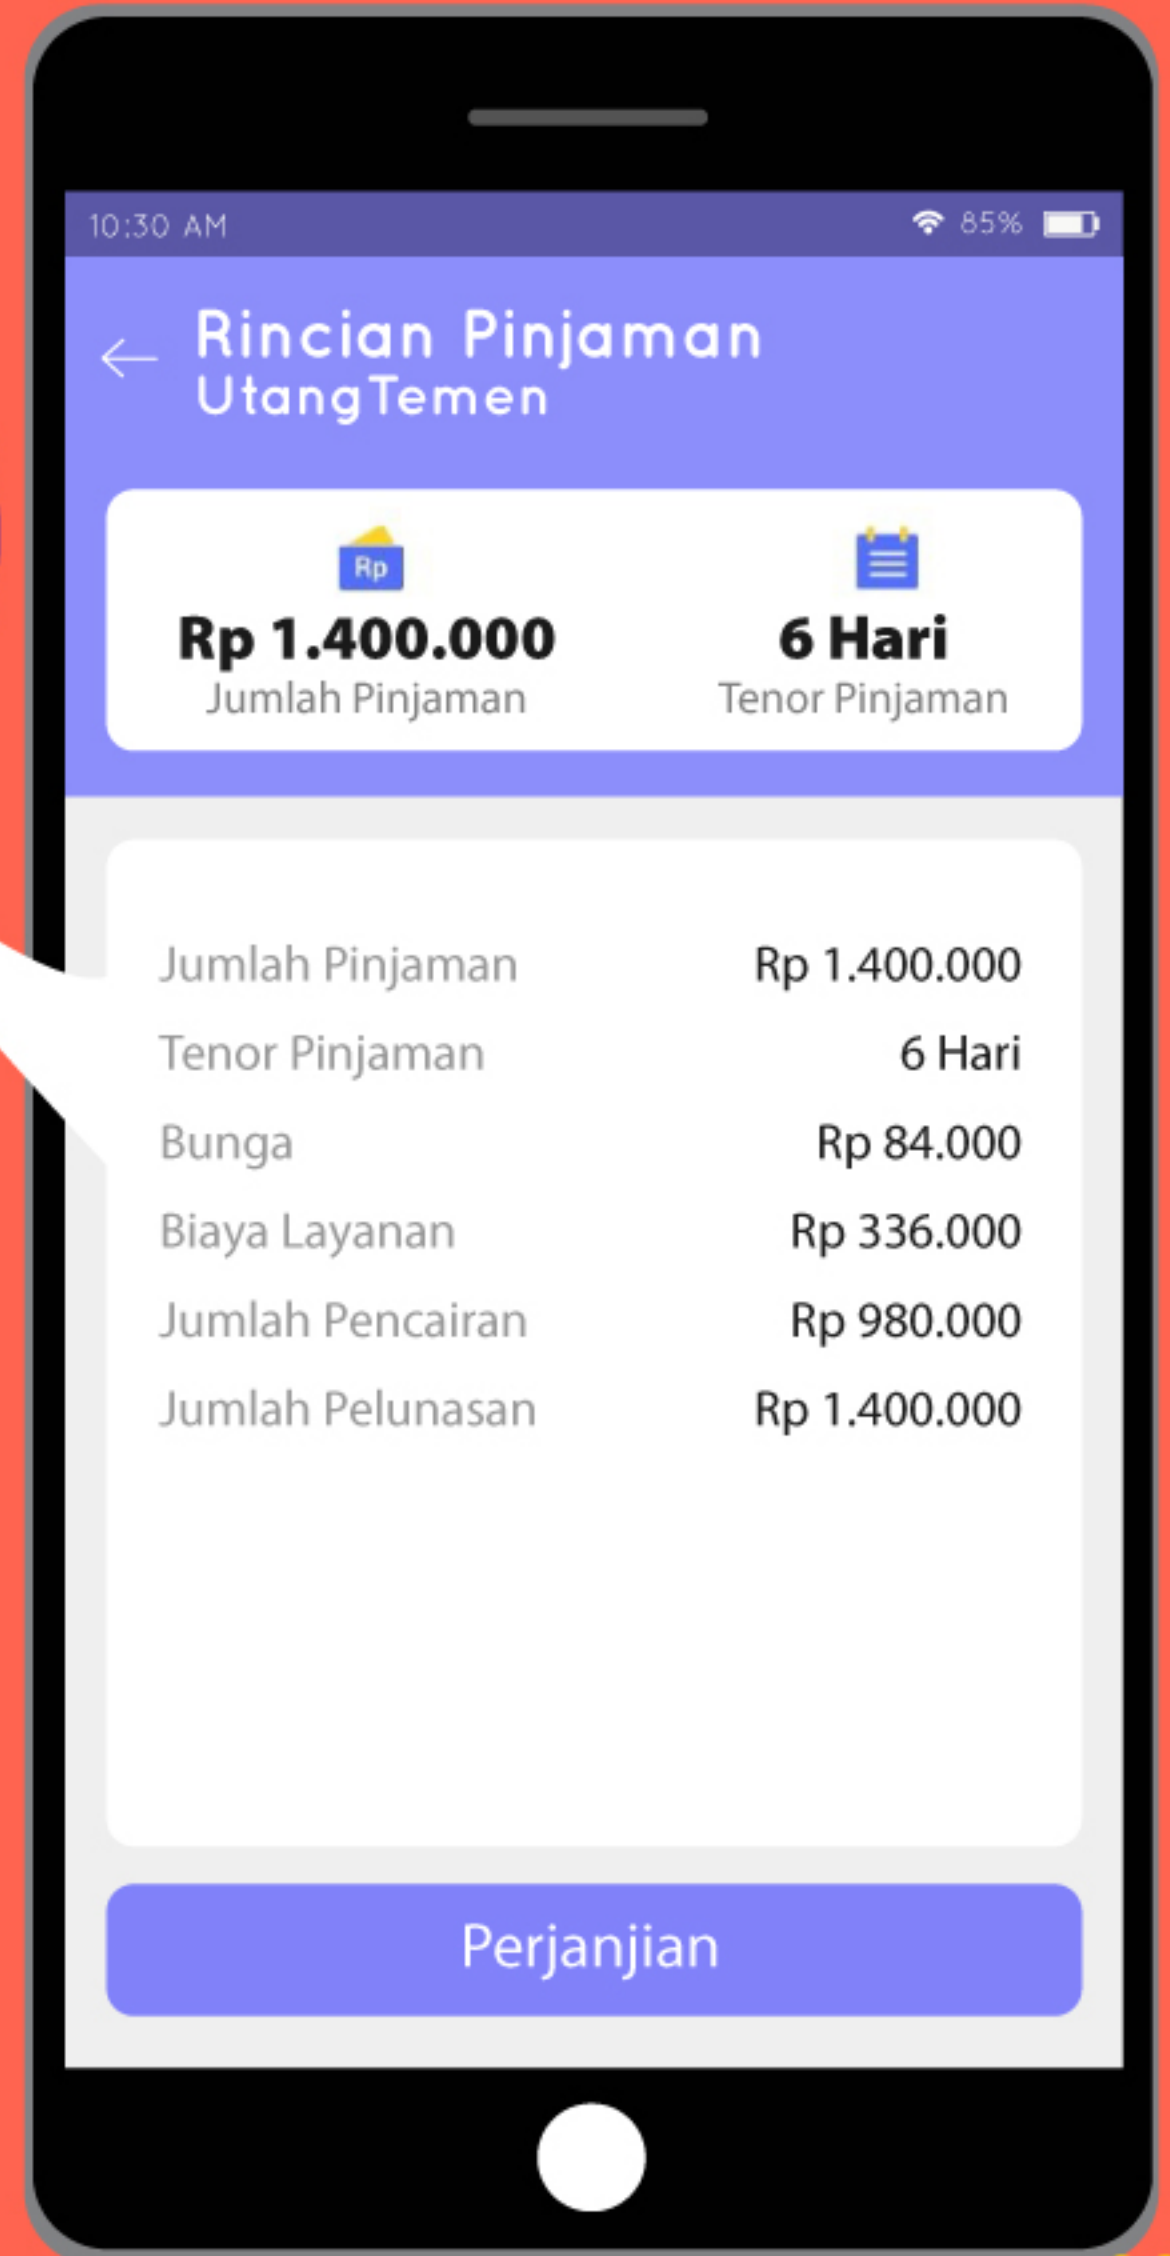 10:30 AM 85%
Rincian Pinjaman
UtangTemen
Rp
Rp 1.400.000 6 Hari
Jumlah Pinjaman Tenor Pinjaman
Jumlah Pinjaman Rp 1.400.000
Tenor Pinjaman 6 Hari
Bunga Rp 84.000
Biaya Layanan Rp 336.000
Jumlah Pencairan Rp 980.000
Jumlah Pelunasan Rp 1.400.000
Perjanjian